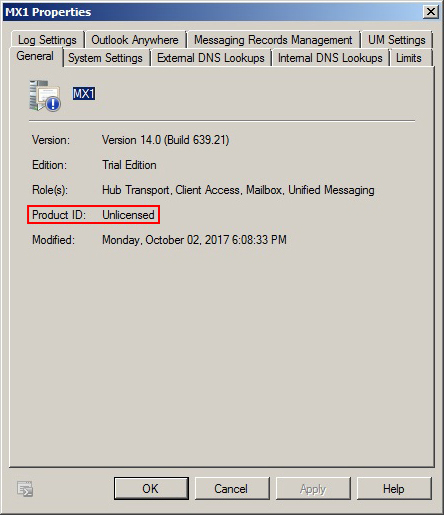 MX1 Properties
Log Settings Outlook Anywhere Messaging Records Management UM Settings
General System Settings External DNS Lookups Internal DNS Lookups Limits
MX1
Version: Version 14.0 (Build 639.21)
Edition: Trial Edition
Role(s): Hub Transport, Client Access, Mailbox, Unified Messaging
Product ID: Unlicensed
Modified: Monday, October 02, 2017 6:08:33 PM
OK Cancel Apply Help